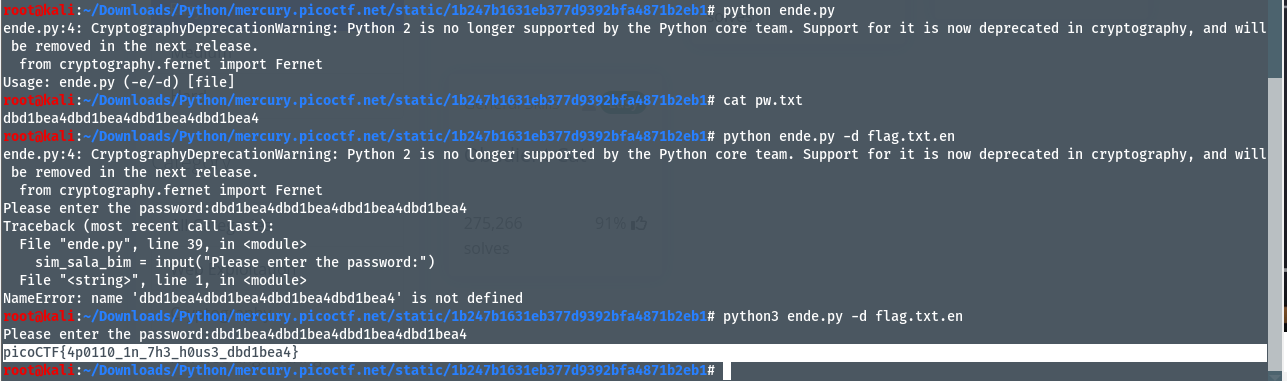 root@kali:~/Downloads/Python/mercury.picoctf.net/static/1b247b1631eb377d9392bfa4871b2eb1# python ende.py
ende.py:4: CryptographyDeprecationWarning: Python 2 is no longer supported by the Python core team. Support for it is now deprecated in cryptography, and will
 be removed in the next release.
  from cryptography.fernet import Fernet
Usage: ende.py (-e/-d) [file]
root@kali:~/Downloads/Python/mercury.picoctf.net/static/1b247b1631eb377d9392bfa4871b2eb1# cat pw.txt
dbd1bea4dbd1bea4dbd1bea4dbd1bea4
root@kali:~/Downloads/Python/mercury.picoctf.net/static/1b247b1631eb377d9392bfa4871b2eb1# python ende.py -d flag.txt.en
ende.py:4: CryptographyDeprecationWarning: Python 2 is no longer supported by the Python core team. Support for it is now deprecated in cryptography, and will
 be removed in the next release.
  from cryptography.fernet import Fernet
Please enter the password:dbd1bea4dbd1bea4dbd1bea4dbd1bea4
Traceback (most recent call last):
275,266 91%
  File "ende.py", line 39, in <module>
solves
    sim_sala_bim = input("Please enter the password:")
  File "<string>", line 1, in <module>
NameError: name 'dbd1bea4dbd1bea4dbd1bea4dbd1bea4' is not defined
root@kali:~/Downloads/Python/mercury.picoctf.net/static/1b247b1631eb377d9392bfa4871b2eb1# python3 ende.py -d flag.txt.en
Please enter the password:dbd1bea4dbd1bea4dbd1bea4dbd1bea4
picoCTF{4p0110_1n_7h3_h0us3_dbd1bea4}
root@kali:~/Downloads/Python/mercury.picoctf.net/static/1b247b1631eb377d9392bfa4871b2eb1#